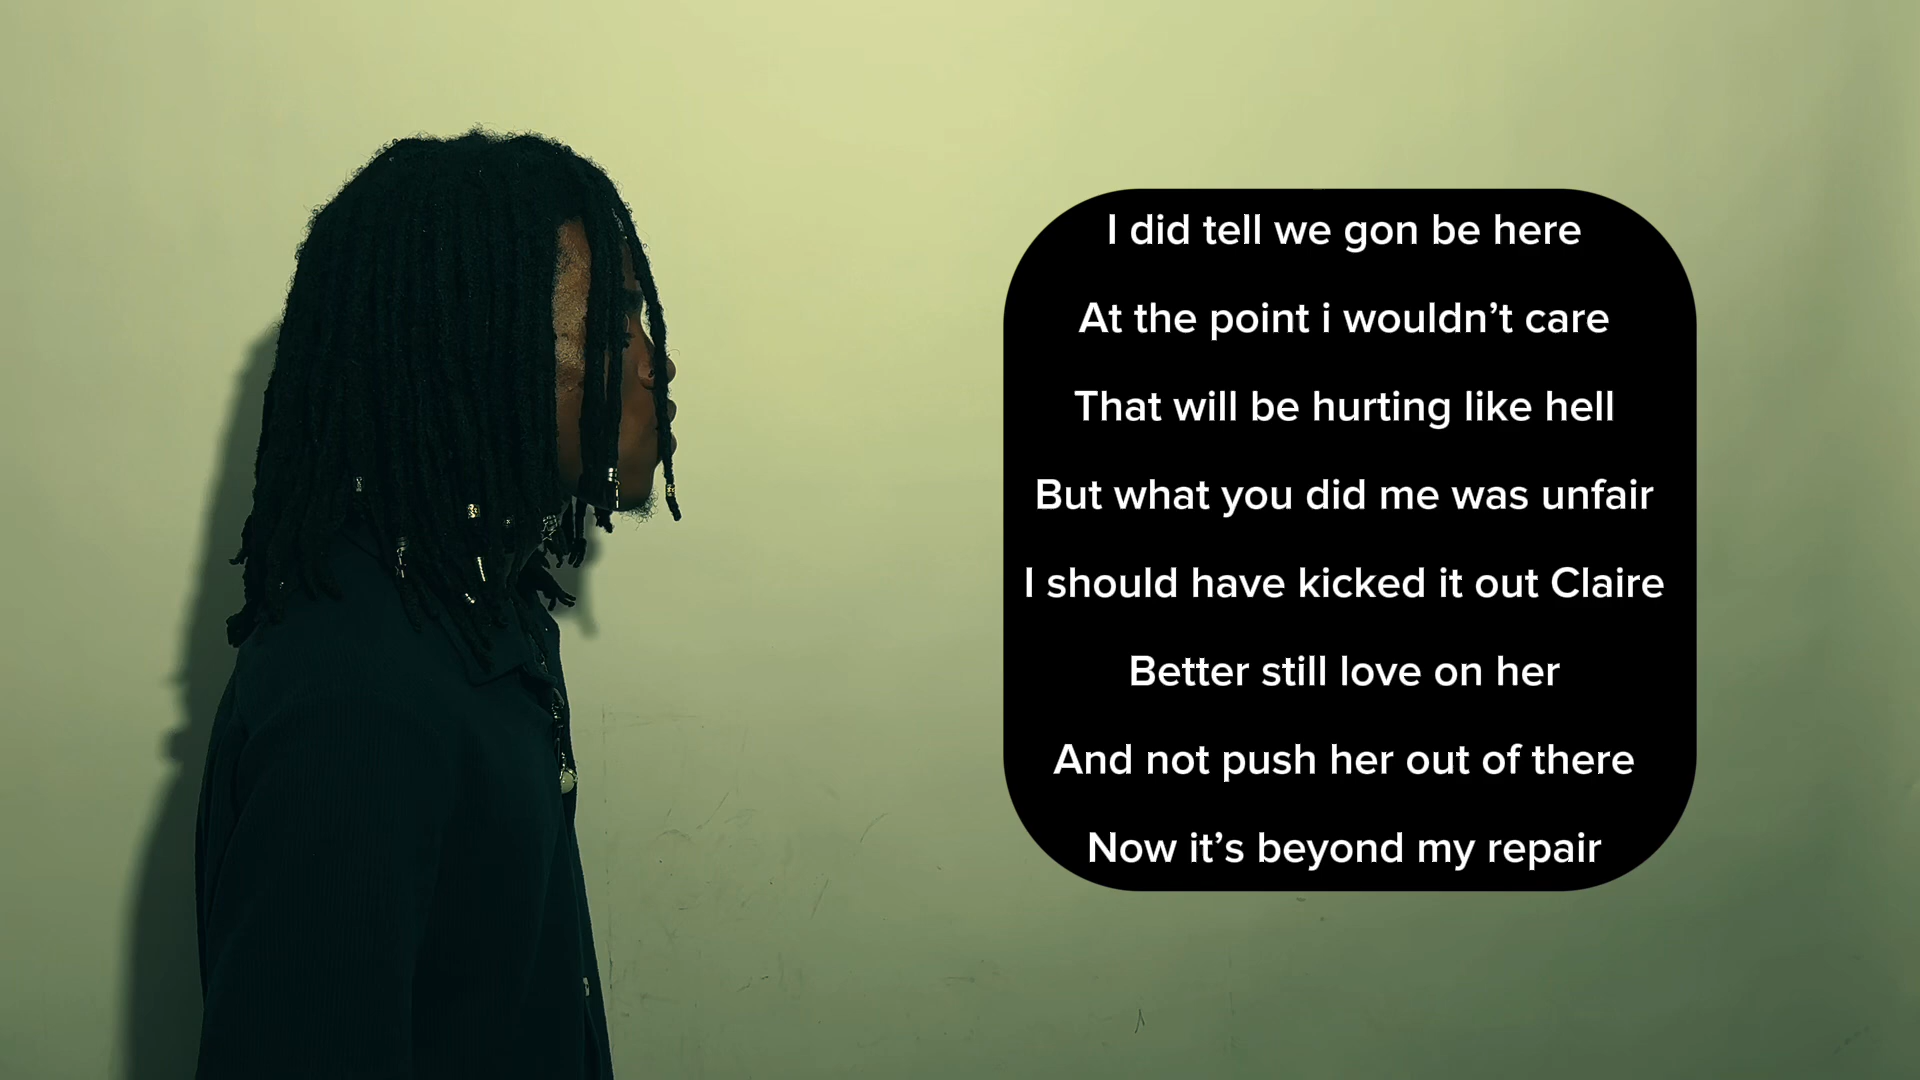 I did tell we gon be here
At the point i wouldn’t care
That will be hurting like hell
But what you did me was unfair
I should have kicked it out Claire
Better still love on her
And not push her out of there
Now it’s beyond my repair